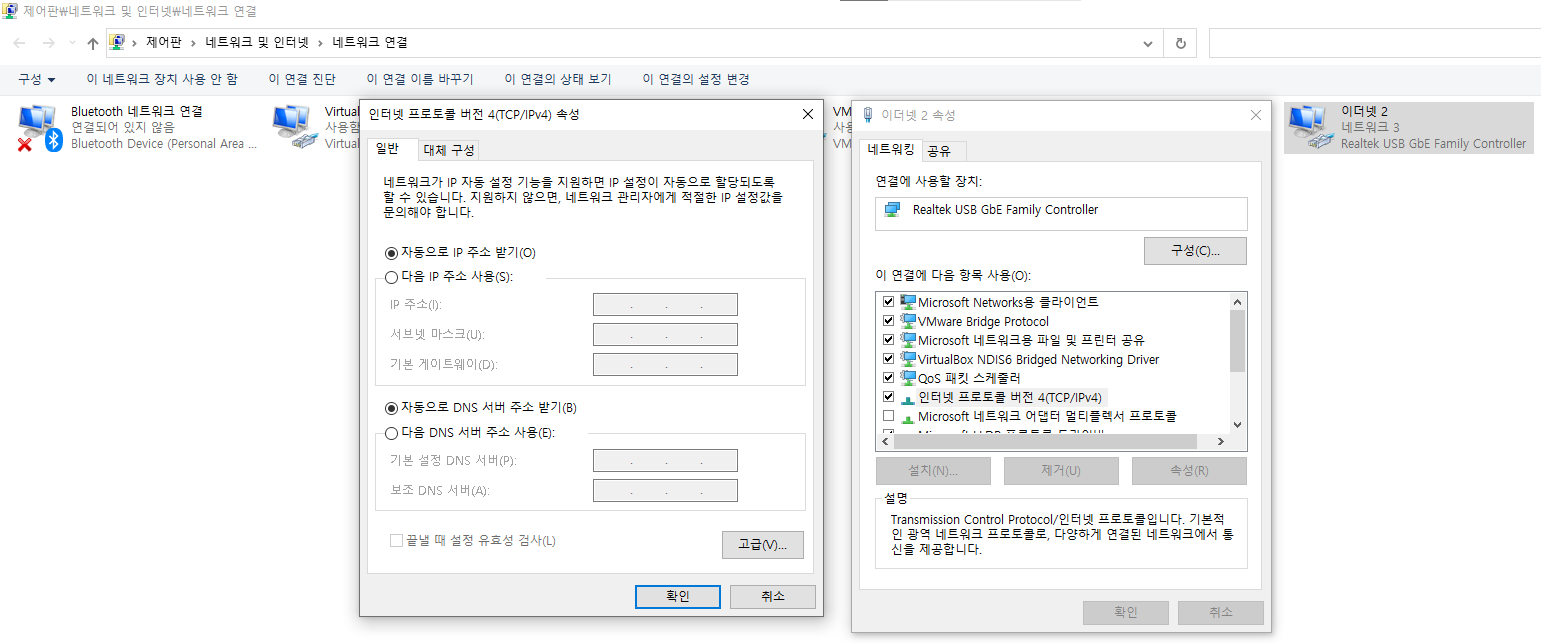 제어판₩네트워크 및 인터넷₩네트워크 연결
제어판 › 네트워크 및 인터넷 › 네트워크 연결
구성 이 네트워크 장치 사용 안 함 이 연결 진단 이 연결 이름 바꾸기 이 연결의 상태 보기 이 연결의 설정 변경
Bluetooth 네트워크 연결
연결되어 있지 않음
Bluetooth Device (Personal Area ...
Virtual
사용함
Virtual
인터넷 프로토콜 버전 4(TCP/IPv4) 속성
일반 대체 구성
네트워크가 IP 자동 설정 기능을 지원하면 IP 설정이 자동으로 할당되도록
할 수 있습니다. 지원하지 않으면, 네트워크 관리자에게 적절한 IP 설정값을
문의해야 합니다.
자동으로 IP 주소 받기(O)
다음 IP 주소 사용(S):
IP 주소(I):
서브넷 마스크(U):
기본 게이트웨이(D):
자동으로 DNS 서버 주소 받기(B)
다음 DNS 서버 주소 사용(E):
기본 설정 DNS 서버(P):
보조 DNS 서버(A):
끝낼 때 설정 유효성 검사(L)
고급(V)...
확인 취소
VM
사용
VM
이더넷 2 속성
네트워킹 공유
연결에 사용할 장치:
Realtek USB GbE Family Controller
구성(C)...
이 연결에 다음 항목 사용(O):
Microsoft Networks용 클라이언트
VMware Bridge Protocol
Microsoft 네트워크용 파일 및 프린터 공유
VirtualBox NDIS6 Bridged Networking Driver
QoS 패킷 스케줄러
인터넷 프로토콜 버전 4(TCP/IPv4)
Microsoft 네트워크 어댑터 멀티플렉서 프로토콜
Microsoft LLDP 프로토콜 드라이버
설치(N)... 제거(U) 속성(R)
설명
Transmission Control Protocol/인터넷 프로토콜입니다. 기본적
인 광역 네트워크 프로토콜로, 다양하게 연결된 네트워크에서 통
신을 제공합니다.
확인 취소
이더넷 2
네트워크 3
Realtek USB GbE Family Controller